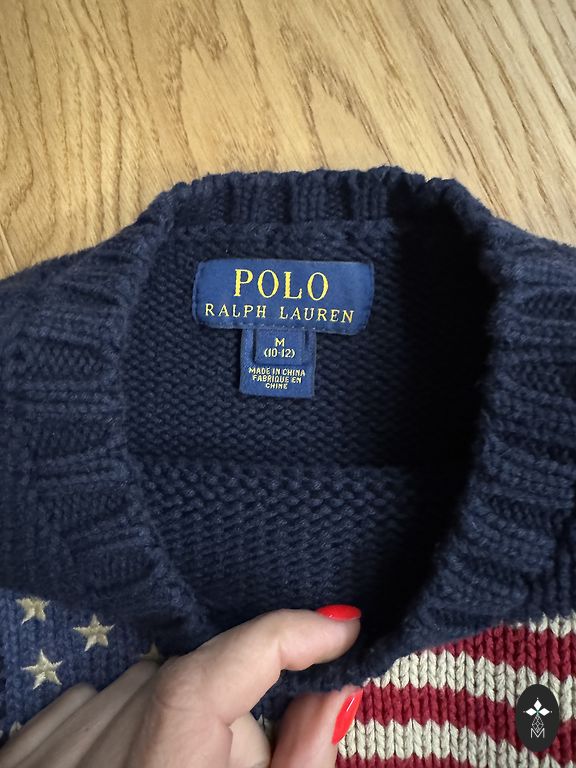 POLO
RALPH LAUREN
M
(10-12)
MADE IN CHINA
FABRIQUE EN
CHINE
M